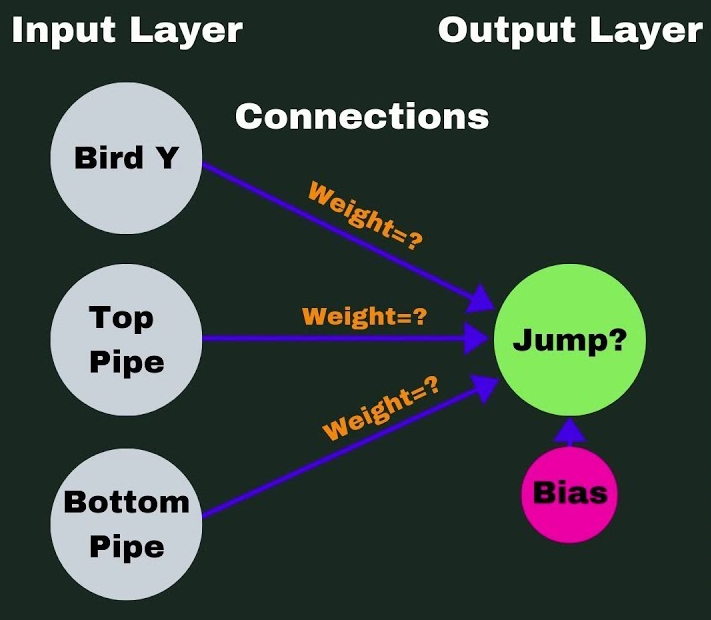 Input Layer
Output Layer
Connections
Bird Y
Weight=?
Top
Pipe
Weight=?
Jump?
Weight=?
Bottom
Pipe
Bias